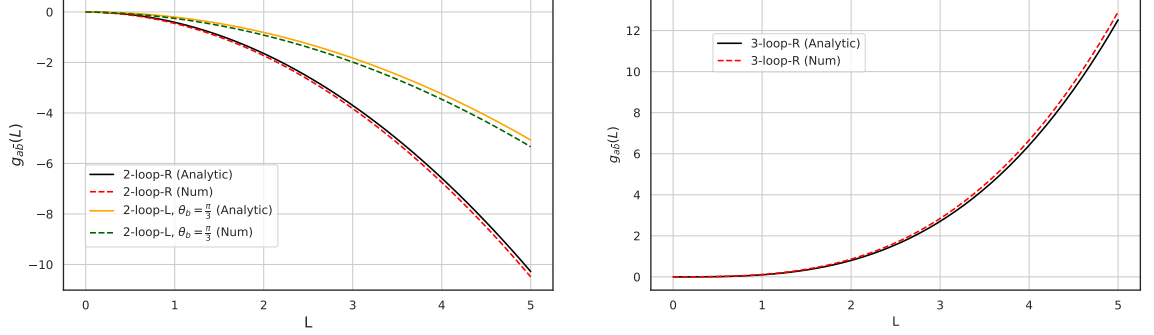 0
−2
−4
−6
−8
−10
g_{ab̄}(L)
2-loop-R (Analytic)
2-loop-R (Num)
2-loop-L, θ_b = π/3 (Analytic)
2-loop-L, θ_b = π/3 (Num)
0 1 2 3 4 5
L
12
10
8
6
4
2
0
g_{ab̄}(L)
3-loop-R (Analytic)
3-loop-R (Num)
0 1 2 3 4 5
L